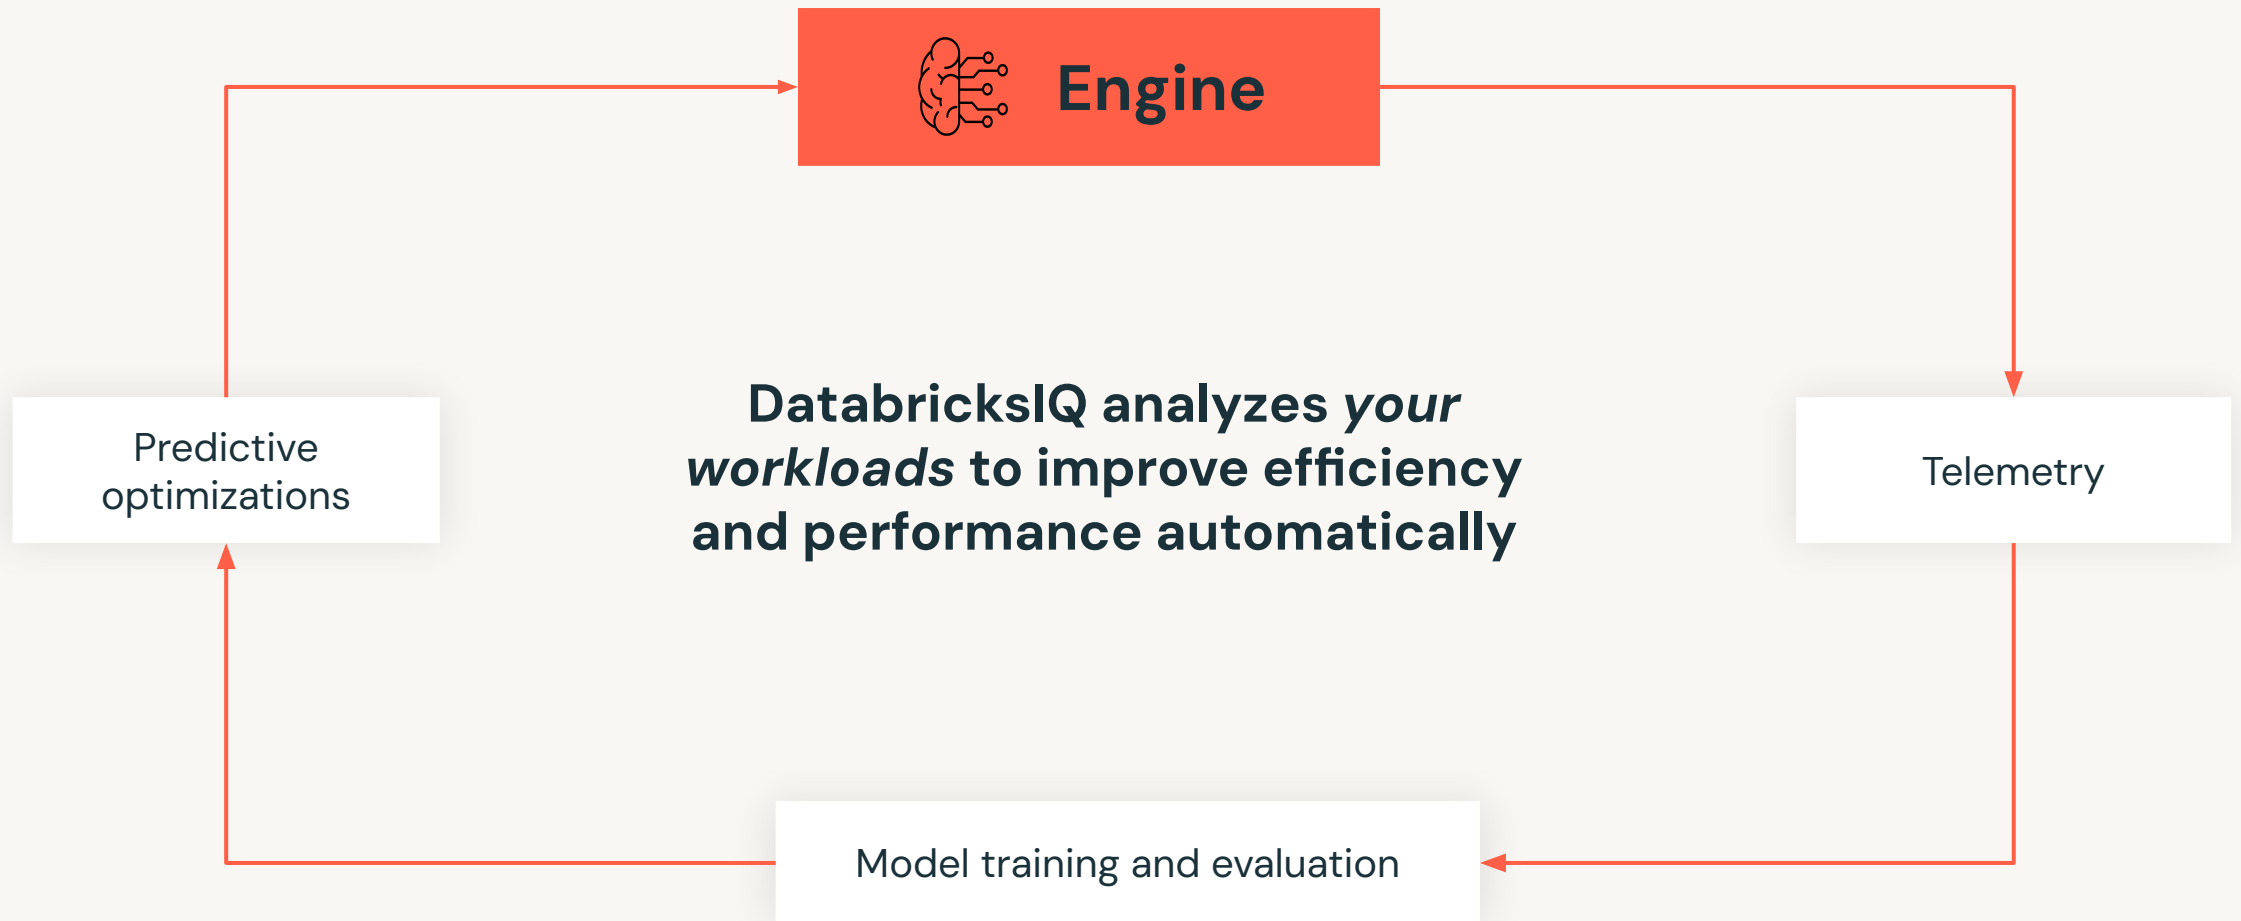 Engine
DatabricksIQ analyzes your
workloads to improve efficiency
and performance automatically
Predictive
optimizations
Telemetry
Model training and evaluation